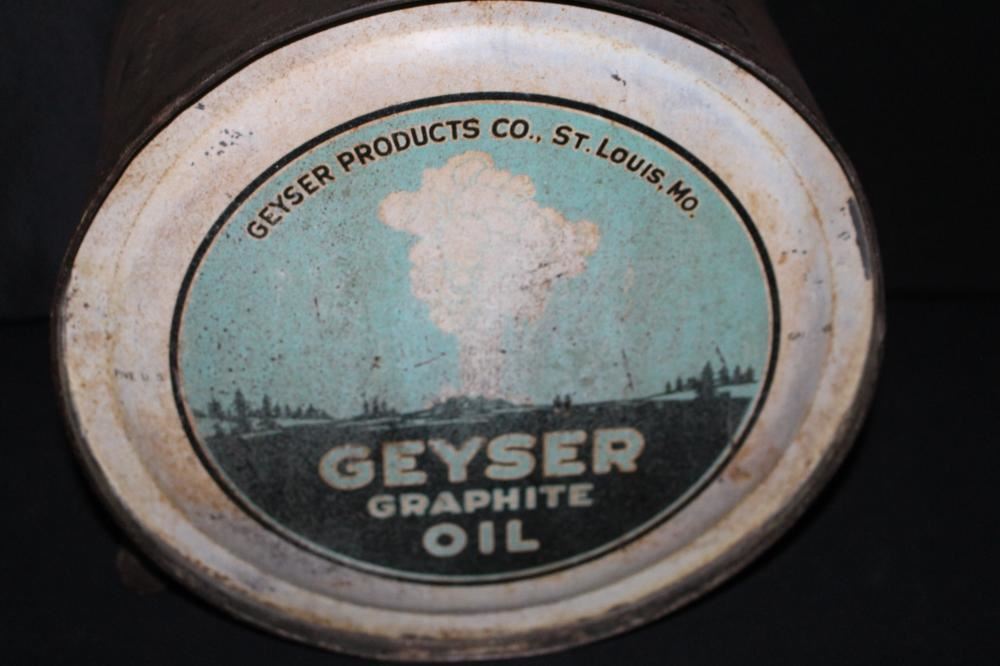 GEYSER PRODUCTS CO., ST. LOUIS, MO.
GEYSER
GRAPHITE
OIL